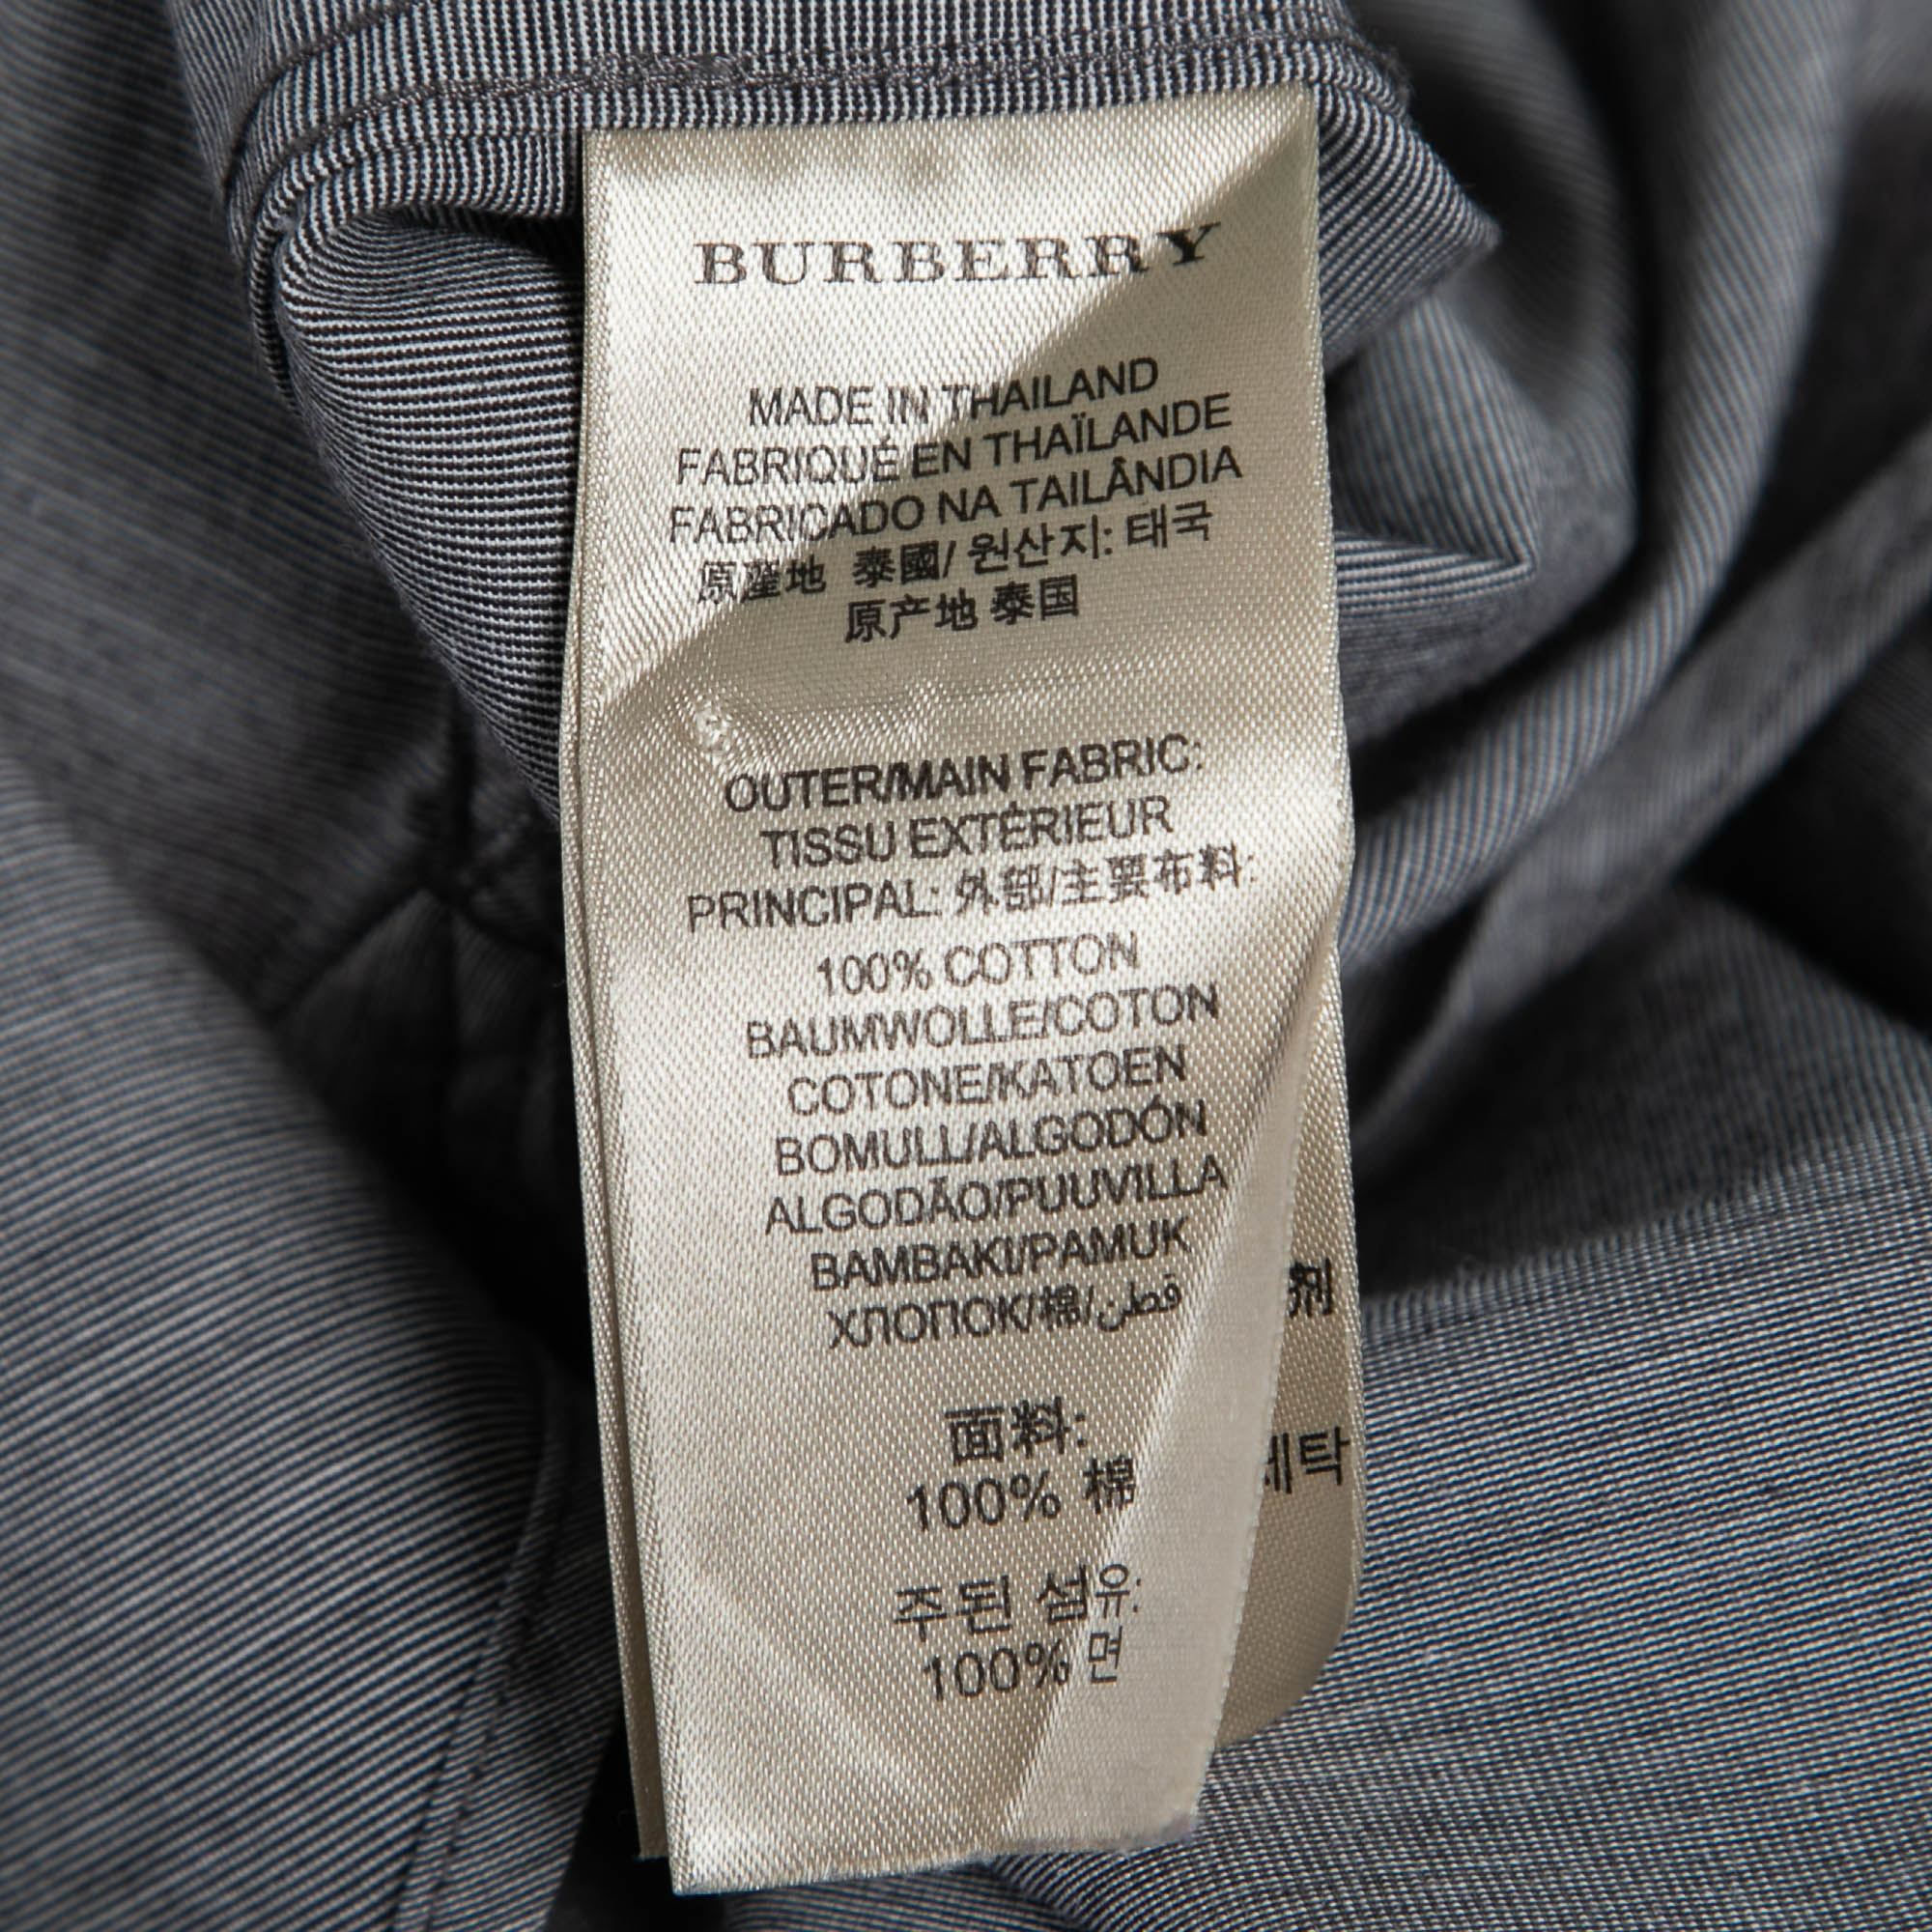 BURBERRY
MADE IN THAILAND
FABRIQUÉ EN THAÏLANDE
FABRICADO NA TAILÂNDIA
原產地 泰國/ 원산지: 태국
原产地 泰国
OUTER/MAIN FABRIC:
TISSU EXTÉRIEUR
PRINCIPAL: 外部/主要布料:
100% COTTON
BAUMWOLLE/COTON
COTONE/KATOEN
BOMULL/ALGODÓN
ALGODÃO/PUUVILLA
BAMBAKI/PAMUK
ХЛОПОК/棉/قطن
面料:
100% 棉
주된 섬유:
100% 면
剂
세탁